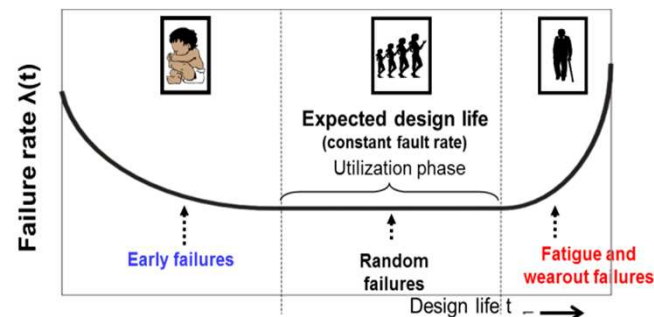 Failure rate λ(t)
Expected design life
(constant fault rate)
Utilization phase
Early failures
Random
failures
Fatigue and
wearout failures
Design life t